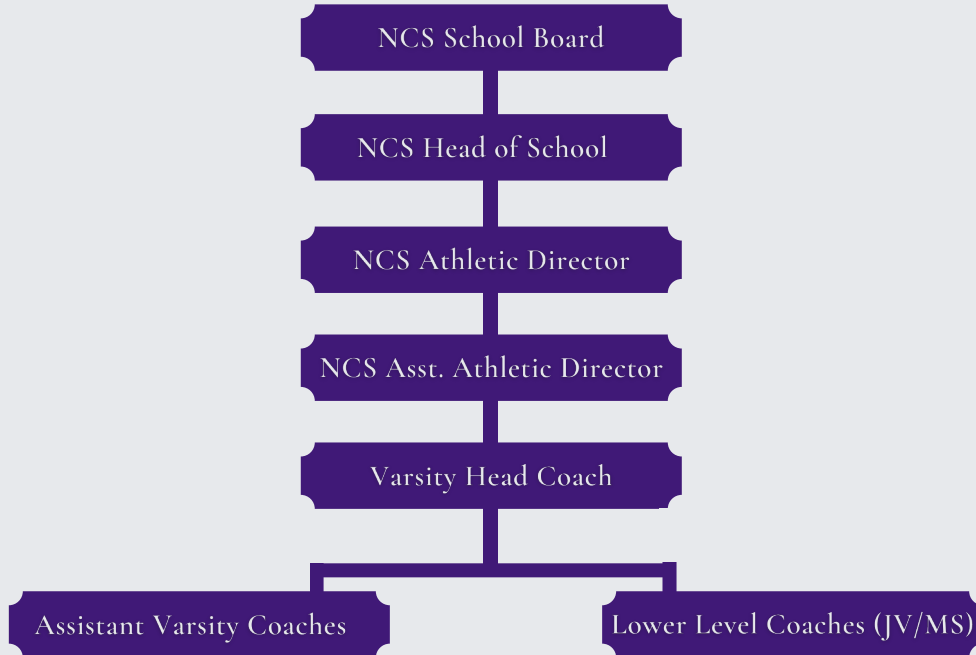 NCS School Board
NCS Head of School
NCS Athletic Director
NCS Asst. Athletic Director
Varsity Head Coach
Assistant Varsity Coaches
Lower Level Coaches (JV/MS)